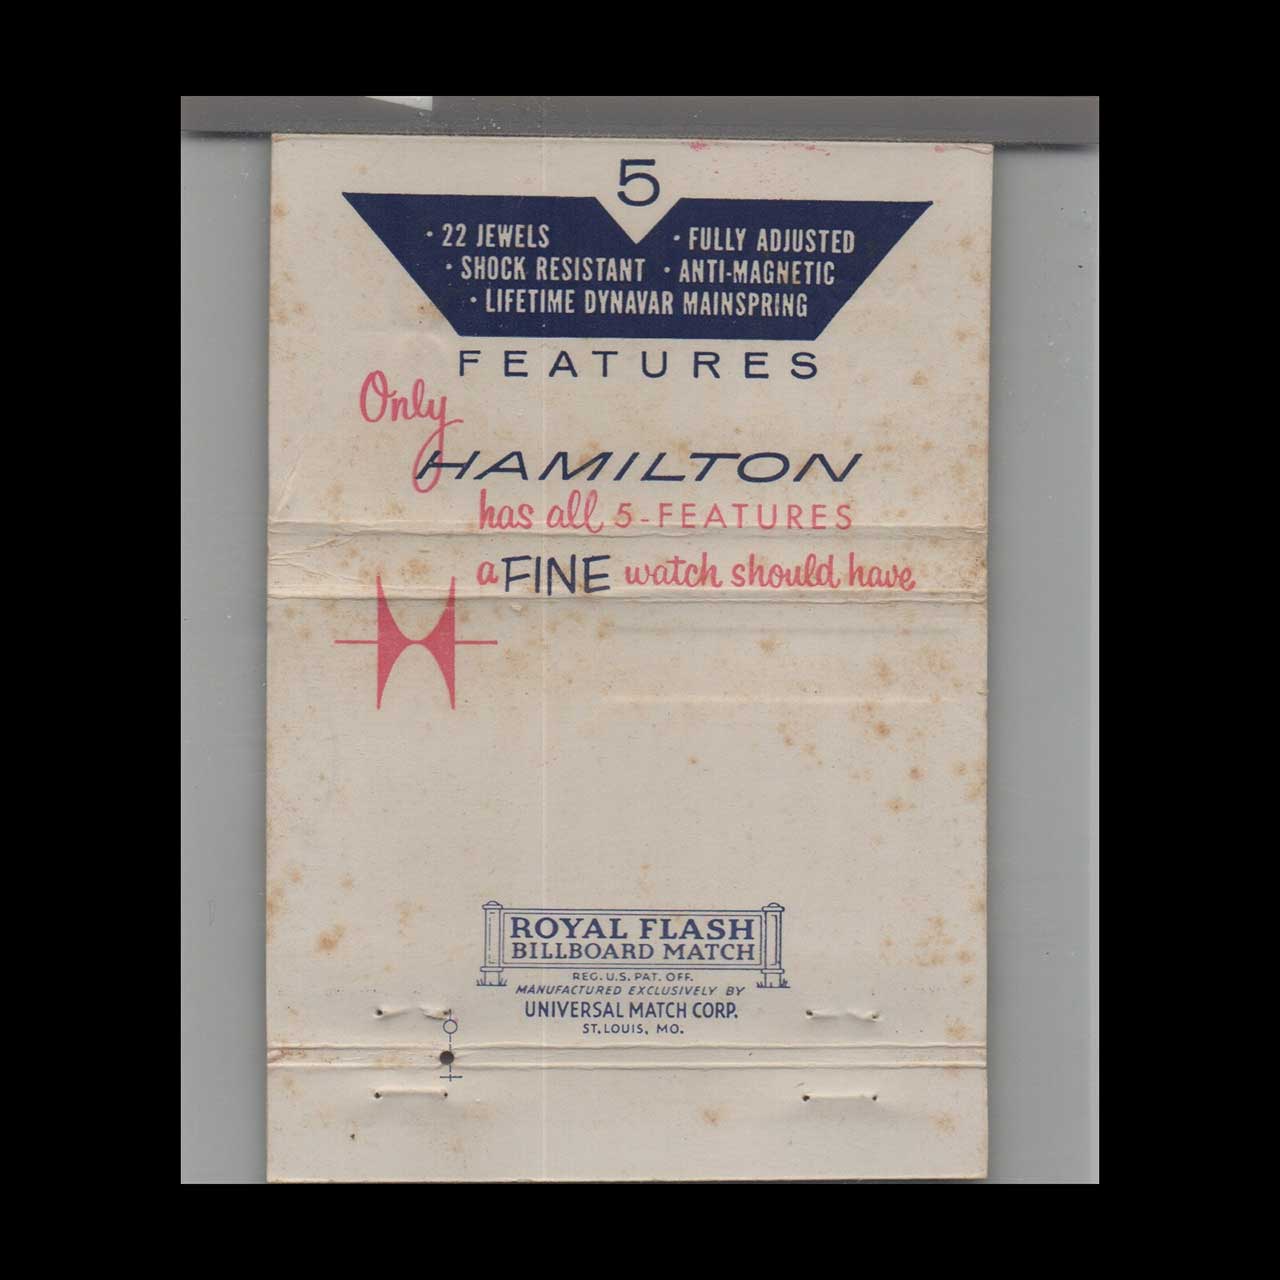 5
• 22 JEWELS • FULLY ADJUSTED
• SHOCK RESISTANT • ANTI-MAGNETIC
• LIFETIME DYNAVAR MAINSPRING
FEATURES
Only
HAMILTON
has all 5-FEATURES
a FINE watch should have
ROYAL FLASH
BILLBOARD MATCH
REG. U.S. PAT. OFF.
MANUFACTURED EXCLUSIVELY BY
UNIVERSAL MATCH CORP.
ST. LOUIS, MO.